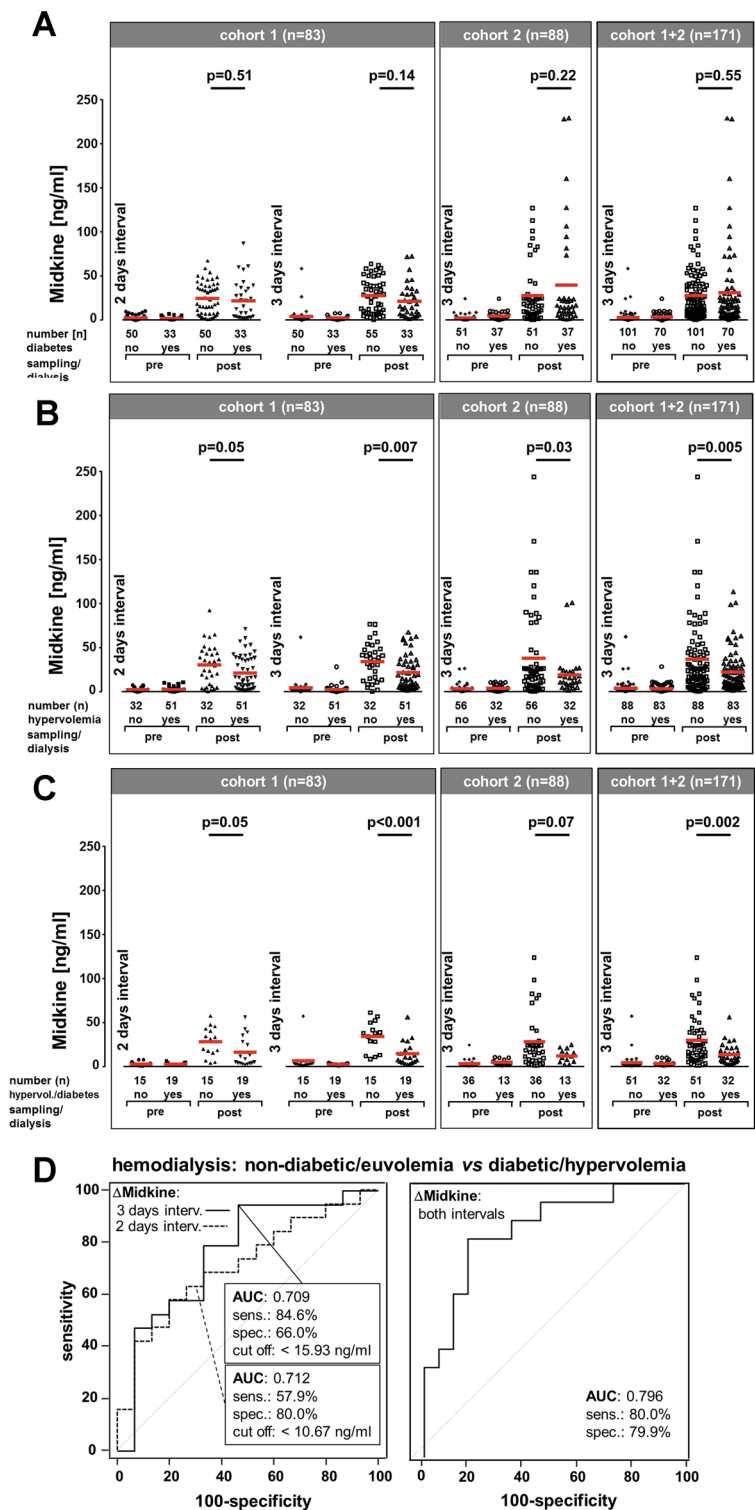 A
cohort 1 (n=83) cohort 2 (n=88) cohort 1+2 (n=171)
p=0.51 p=0.14 p=0.22 p=0.55
250
200
150
100
50
0
Midkine [ng/ml]
2 days interval
3 days interval
3 days interval
3 days interval
number [n] 50 33 50 33 50 33 55 33 51 37 51 37 101 70 101 70
diabetes no yes no yes no yes no yes no yes no yes no yes no yes
sampling/ pre post pre post pre post pre post
dialysis
B
cohort 1 (n=83) cohort 2 (n=88) cohort 1+2 (n=171)
p=0.05 p=0.007 p=0.03 p=0.005
250
200
150
100
50
0
Midkine [ng/ml]
2 days interval
3 days interval
3 days interval
3 days interval
number (n) 32 51 32 51 32 51 32 51 56 32 56 32 88 83 88 83
hypervolemia no yes no yes no yes no yes no yes no yes no yes no yes
sampling/ pre post pre post pre post pre post
dialysis
C
cohort 1 (n=83) cohort 2 (n=88) cohort 1+2 (n=171)
p=0.05 p<0.001 p=0.07 p=0.002
250
200
150
100
50
0
Midkine [ng/ml]
2 days interval
3 days interval
3 days interval
3 days interval
number (n) 15 19 15 19 15 19 15 19 36 13 36 13 51 32 51 32
hypervol./diabetes no yes no yes no yes no yes no yes no yes no yes no yes
sampling/ pre post pre post pre post pre post
dialysis
D hemodialysis: non-diabetic/euvolemia vs diabetic/hypervolemia
ΔMidkine:
3 days interv.
2 days interv.
100
80
60
40
20
0
sensitivity
AUC: 0.709
sens.: 84.6%
spec.: 66.0%
cut off: < 15.93 ng/ml
AUC: 0.712
sens.: 57.9%
spec.: 80.0%
cut off: < 10.67 ng/ml
0 20 40 60 80 100
100-specificity
ΔMidkine:
both intervals
AUC: 0.796
sens.: 80.0%
spec.: 79.9%
0 20 40 60 80 100
100-specificity